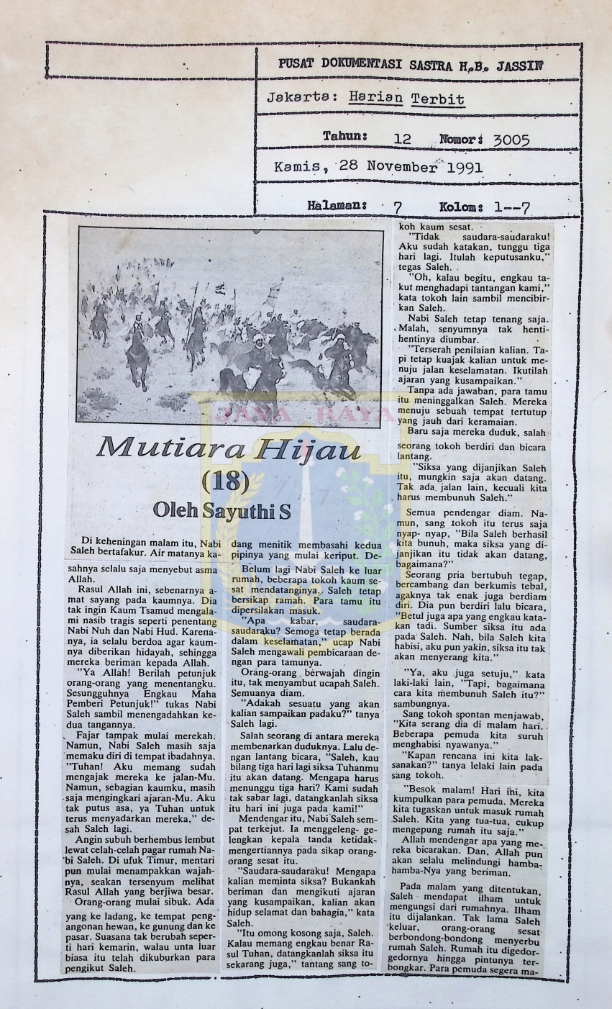 PUSAT DOKUMENTASI SASTRA H.B. JASSIN
Jakarta: Harian Terbit
Tahun: 12 Nomor: 3005
Kamis, 28 November 1991
Halaman: 7 Kolom: 1--7
JAYA RAYA
Mutiara Hijau
(18)
Oleh Sayuthi S
Di keheningan malam itu, Nabi
Saleh bertafakur. Air matanya ka-
sahnya selalu saja menyebut asma
Allah.
Rasul Allah ini, sebenarnya a-
mat sayang pada kaumnya. Dia
tak ingin Kaum Tsamud mengala-
mi nasib tragis seperti penentang
Nabi Nuh dan Nabi Hud. Karena-
nya, ia selalu berdoa agar kaum-
nya diberikan hidayah, sehingga
mereka beriman kepada Allah.
"Ya Allah! Berilah petunjuk
orang-orang yang menentangku.
Sesungguhnya Engkau Maha
Pemberi Petunjuk!" tukas Nabi
Saleh sambil menengadahkan ke-
dua tangannya.
Fajar tampak mulai merekah.
Namun, Nabi Saleh masih saja
memaku diri di tempat ibadahnya.
"Tuhan! Aku memang sudah
mengajak mereka ke jalan-Mu.
Namun, sebagian kaumku, masih
saja mengingkari ajaran-Mu. Aku
tak putus asa, ya Tuhan untuk
terus menyadarkan mereka," de-
sah Saleh lagi.
Angin subuh berhembus lembut
lewat celah-celah pagar rumah Na-
bi Saleh. Di ufuk Timur, mentari
pun mulai menampakkan wajah-
nya, seakan tersenyum melihat
Rasul Allah yang berjiwa besar.
Orang-orang mulai sibuk. Ada
yang ke ladang, ke tempat peng-
angonan hewan, ke gunung dan ke
pasar. Suasana tak berubah seper-
ti hari kemarin, walau unta luar
biasa itu telah dikuburkan para
pengikut Saleh.
dang menitik membasahi kedua
pipinya yang mulai keriput. De-
Belum lagi Nabi Saleh ke luar
rumah, beberapa tokoh kaum se-
sat mendatanginya. Saleh tetap
bersikap ramah. Para tamu itu
dipersilakan masuk.
"Apa kabar, saudara-
saudaraku? Semoga tetap berada
dalam keselamatan," ucap Nabi
Saleh mengawali pembicaraan de-
ngan para tamunya.
Orang-orang berwajah dingin
itu, tak menyambut ucapah Saleh.
Semuanya diam.
"Adakah sesuatu yang akan
kalian sampaikan padaku?" tanya
Saleh lagi.
Salah seorang di antara mereka
membenarkan duduknya. Lalu de-
ngan lantang bicara, "Saleh, kau
bilang tiga hari lagi siksa Tuhanmu
itu akan datang. Mengapa harus
menunggu tiga hari? Kami sudah
tak sabar lagi, datangkanlah siksa
itu hari ini juga pada kami!"
Mendengar itu, Nabi Saleh sem-
pat terkejut. Ia menggeleng- ge-
lengkan kepala tanda ketidak-
mengertiannya pada sikap orang-
orang sesat itu.
"Saudara-saudaraku! Mengapa
kalian meminta siksa? Bukankah
beriman dan mengikuti ajaran
yang kusampaikan, kalian akan
hidup selamat dan bahagia," kata
Saleh.
"Itu omong kosong saja, Saleh.
Kalau memang engkau benar Ra-
sul Tuhan, datangkanlah siksa itu
sekarang juga," tantang sang to-
koh kaum sesat.
"Tidak saudara-saudaraku!
Aku sudah katakan, tunggu tiga
hari lagi. Itulah keputusanku,"
tegas Saleh.
"Oh, kalau begitu, engkau ta-
kut menghadapi tantangan kami,"
kata tokoh lain sambil mencibir-
kan Saleh.
Nabi Saleh tetap tenang saja.
Malah, senyumnya tak henti-
hentinya diumbar.
"Terserah penilaian kalian. Ta-
pi tetap kuajak kalian untuk me-
nuju jalan keselamatan. Ikutilah
ajaran yang kusampaikan."
Tanpa ada jawaban, para tamu
itu meninggalkan Saleh. Mereka
menuju sebuah tempat tertutup
yang jauh dari keramaian.
Baru saja mereka duduk, salah
seorang tokoh berdiri dan bicara
lantang.
"Siksa yang dijanjikan Saleh
itu, mungkin saja akan datang.
Tak ada jalan lain, kecuali kita
harus membunuh Saleh."
Semua pendengar diam. Na-
mun, sang tokoh itu terus saja
nyap- nyap, "Bila Saleh berhasil
kita bunuh, maka siksa yang di-
janjikan itu tidak akan datang,
bagaimana?"
Seorang pria bertubuh tegap,
bercambang dan berkumis tebal,
agaknya tak enak juga berdiam
diri. Dia pun berdiri lalu bicara,
"Betul juga apa yang engkau kata-
kan tadi. Sumber siksa itu ada
pada Saleh. Nah, bila Saleh kita
habisi, aku pun yakin, siksa itu tak
akan menyerang kita."
"Ya, aku juga setuju," kata
laki-laki lain, "Tapi, bagaimana
cara kita membunuh Saleh itu?"
sambungnya.
Sang tokoh spontan menjawab,
"Kita serang dia di malam hari.
Beberapa pemuda kita suruh
menghabisi nyawanya."
"Kapan rencana ini kita lak-
sanakan?" tanya lelaki lain pada
sang tokoh.
"Besok malam! Hari ini, kita
kumpulkan para pemuda. Mereka
kita tugaskan untuk masuk rumah
Saleh. Kita yang tua-tua, cukup
mengepung rumah itu saja."
Allah mendengar apa yang me-
reka bicarakan. Dan, Allah pun
akan selalu melindungi hamba-
hamba-Nya yang beriman.
Pada malam yang ditentukan,
Saleh mendapat ilham untuk
mengungsi dari rumahnya. Ilham
itu dijalankan. Tak lama Saleh
keluar, orang-orang sesat
berbondong-bondong menyerbu
rumah Saleh. Rumah itu digedor-
gedornya hingga pintunya ter-
bongkar. Para pemuda segera ma-